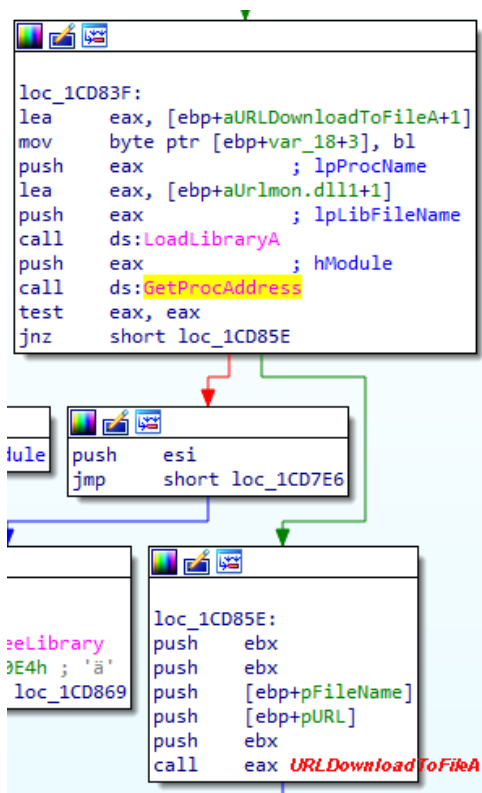 loc_1CD83F:
lea eax, [ebp+aURLDownloadToFileA+1]
mov byte ptr [ebp+var_18+3], bl
push eax ; lpProcName
lea eax, [ebp+aUrlmon.dll1+1]
push eax ; lpLibFileName
call ds:LoadLibraryA
push eax ; hModule
call ds:GetProcAddress
test eax, eax
jnz short loc_1CD85E
dule
push esi
jmp short loc_1CD7E6
eeLibrary
0E4h ; 'ä'
loc_1CD869
loc_1CD85E:
push ebx
push ebx
push [ebp+pFileName]
push [ebp+pURL]
push ebx
call eax URLDownloadToFileA